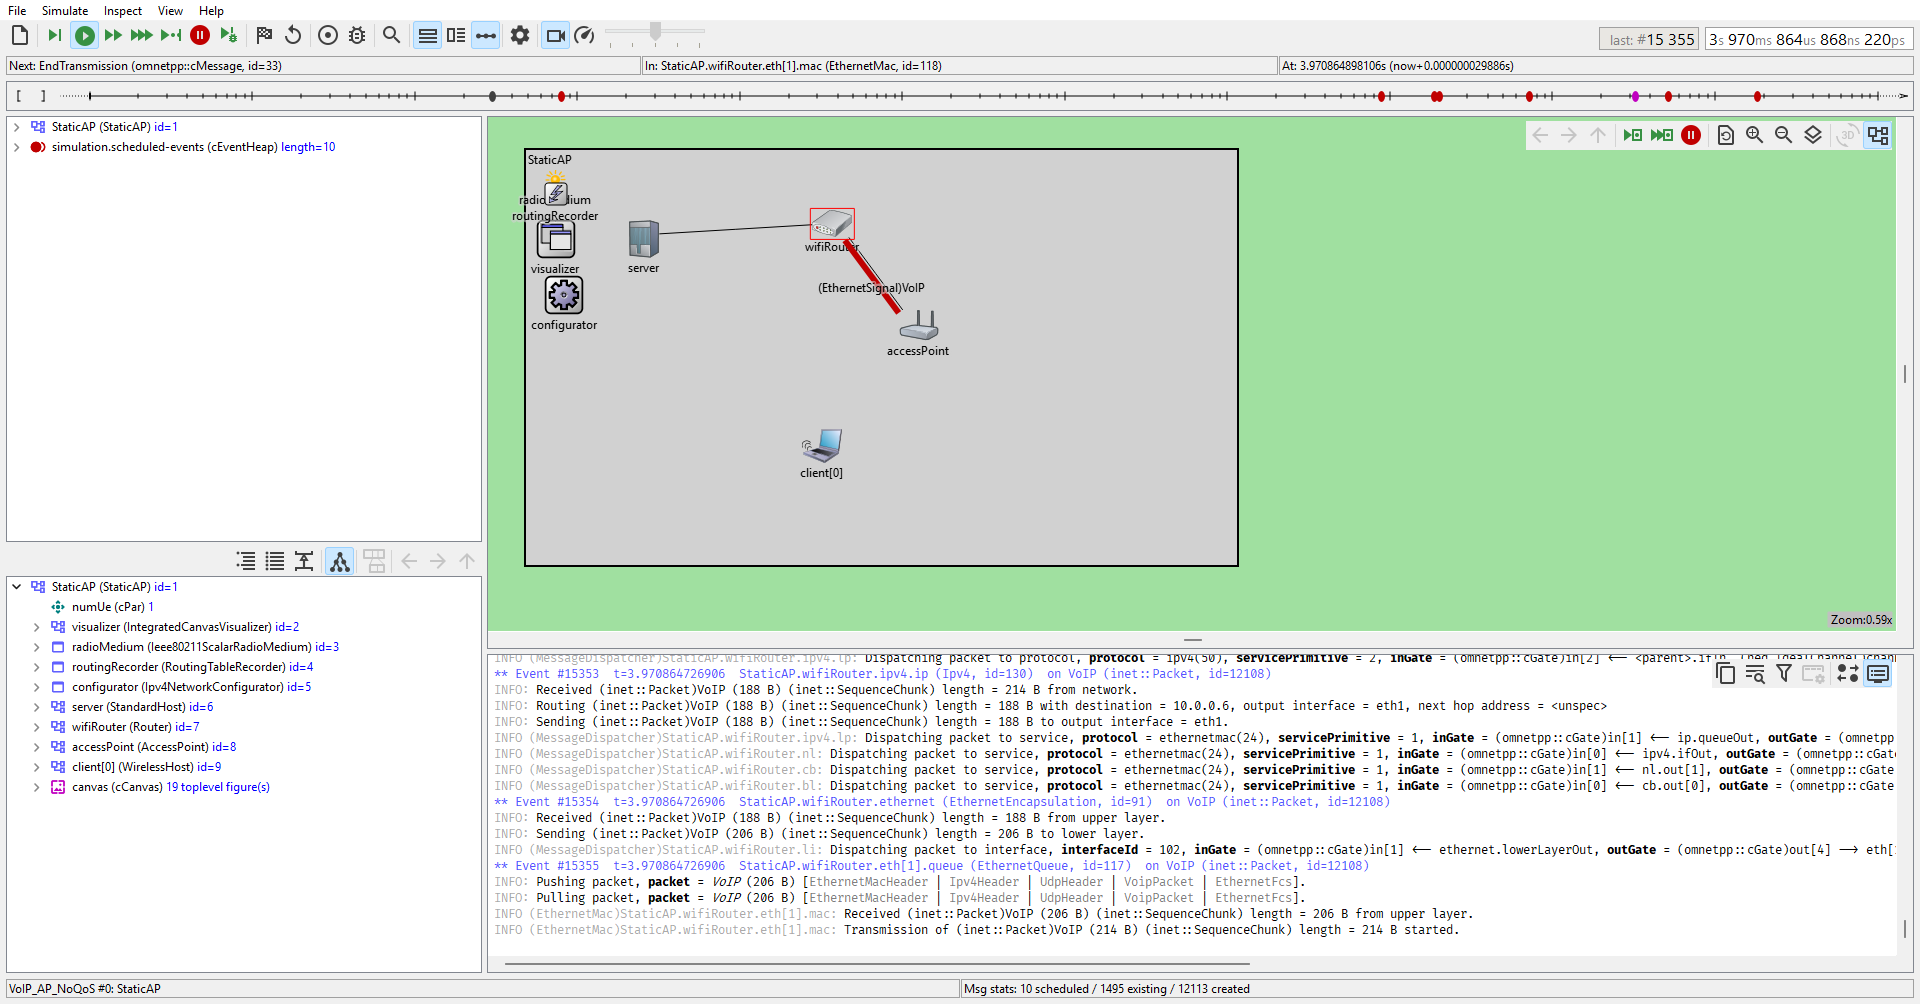 File Simulate Inspect View Help
last: #15 355
3s 970ms 864us 868ns 220ps
Next: EndTransmission (omnetpp::cMessage, id=33)
In: StaticAP.wifiRouter.eth[1].mac (EthernetMac, id=118)
At: 3.970864898106s (now+0.000000029886s)
[ ]
StaticAP (StaticAP) id=1
simulation.scheduled-events (cEventHeap) length=10
3D
StaticAP
routingRecorder
visualizer
configurator
server
(EthernetSignal)VoIP
accessPoint
client[0]
Zoom:0.59x
StaticAP (StaticAP) id=1
numUe (cPar) 1
visualizer (IntegratedCanvasVisualizer) id=2
radioMedium (Ieee80211ScalarRadioMedium) id=3
routingRecorder (RoutingTableRecorder) id=4
configurator (Ipv4NetworkConfigurator) id=5
server (StandardHost) id=6
wifiRouter (Router) id=7
accessPoint (AccessPoint) id=8
client[0] (WirelessHost) id=9
canvas (cCanvas) 19 toplevel figure(s)
INFO (MessageDispatcher)StaticAP.wifiRouter.ipv4.lp: Dispatching packet to protocol, protocol = ipv4(50), servicePrimitive = 2, inGate = (omnetpp::cGate)in[2] <-- <parent>.ifIn,
** Event #15353 t=3.970864726906 StaticAP.wifiRouter.ipv4.ip (Ipv4, id=130) on VoIP (inet::Packet, id=12108)
INFO: Received (inet::Packet)VoIP (188 B) (inet::SequenceChunk) length = 214 B from network.
INFO: Routing (inet::Packet)VoIP (188 B) (inet::SequenceChunk) length = 188 B with destination = 10.0.0.6, output interface = eth1, next hop address = <unspec>
INFO: Sending (inet::Packet)VoIP (188 B) (inet::SequenceChunk) length = 188 B to output interface = eth1.
INFO (MessageDispatcher)StaticAP.wifiRouter.ipv4.lp: Dispatching packet to service, protocol = ethernetmac(24), servicePrimitive = 1, inGate = (omnetpp::cGate)in[1] <-- ip.queueOut, outGate = (omnetpp
INFO (MessageDispatcher)StaticAP.wifiRouter.nl: Dispatching packet to service, protocol = ethernetmac(24), servicePrimitive = 1, inGate = (omnetpp::cGate)in[0] <-- ipv4.ifOut, outGate = (omnetpp::cGate
INFO (MessageDispatcher)StaticAP.wifiRouter.cb: Dispatching packet to service, protocol = ethernetmac(24), servicePrimitive = 1, inGate = (omnetpp::cGate)in[1] <-- nl.out[1], outGate = (omnetpp::cGate
INFO (MessageDispatcher)StaticAP.wifiRouter.bl: Dispatching packet to service, protocol = ethernetmac(24), servicePrimitive = 1, inGate = (omnetpp::cGate)in[0] <-- cb.out[0], outGate = (omnetpp::cGate
** Event #15354 t=3.970864726906 StaticAP.wifiRouter.ethernet (EthernetEncapsulation, id=91) on VoIP (inet::Packet, id=12108)
INFO: Received (inet::Packet)VoIP (188 B) (inet::SequenceChunk) length = 188 B from upper layer.
INFO: Sending (inet::Packet)VoIP (206 B) (inet::SequenceChunk) length = 206 B to lower layer.
INFO (MessageDispatcher)StaticAP.wifiRouter.li: Dispatching packet to interface, interfaceId = 102, inGate = (omnetpp::cGate)in[1] <-- ethernet.lowerLayerOut, outGate = (omnetpp::cGate)out[4] --> eth[
** Event #15355 t=3.970864726906 StaticAP.wifiRouter.eth[1].queue (EthernetQueue, id=117) on VoIP (inet::Packet, id=12108)
INFO: Pushing packet, packet = VoIP (206 B) [EthernetMacHeader | Ipv4Header | UdpHeader | VoipPacket | EthernetFcs].
INFO: Pulling packet, packet = VoIP (206 B) [EthernetMacHeader | Ipv4Header | UdpHeader | VoipPacket | EthernetFcs].
INFO (EthernetMac)StaticAP.wifiRouter.eth[1].mac: Received (inet::Packet)VoIP (206 B) (inet::SequenceChunk) length = 206 B from upper layer.
INFO (EthernetMac)StaticAP.wifiRouter.eth[1].mac: Transmission of (inet::Packet)VoIP (214 B) (inet::SequenceChunk) length = 214 B started.
VoIP_AP_NoQoS #0: StaticAP
Msg stats: 10 scheduled / 1495 existing / 12113 created